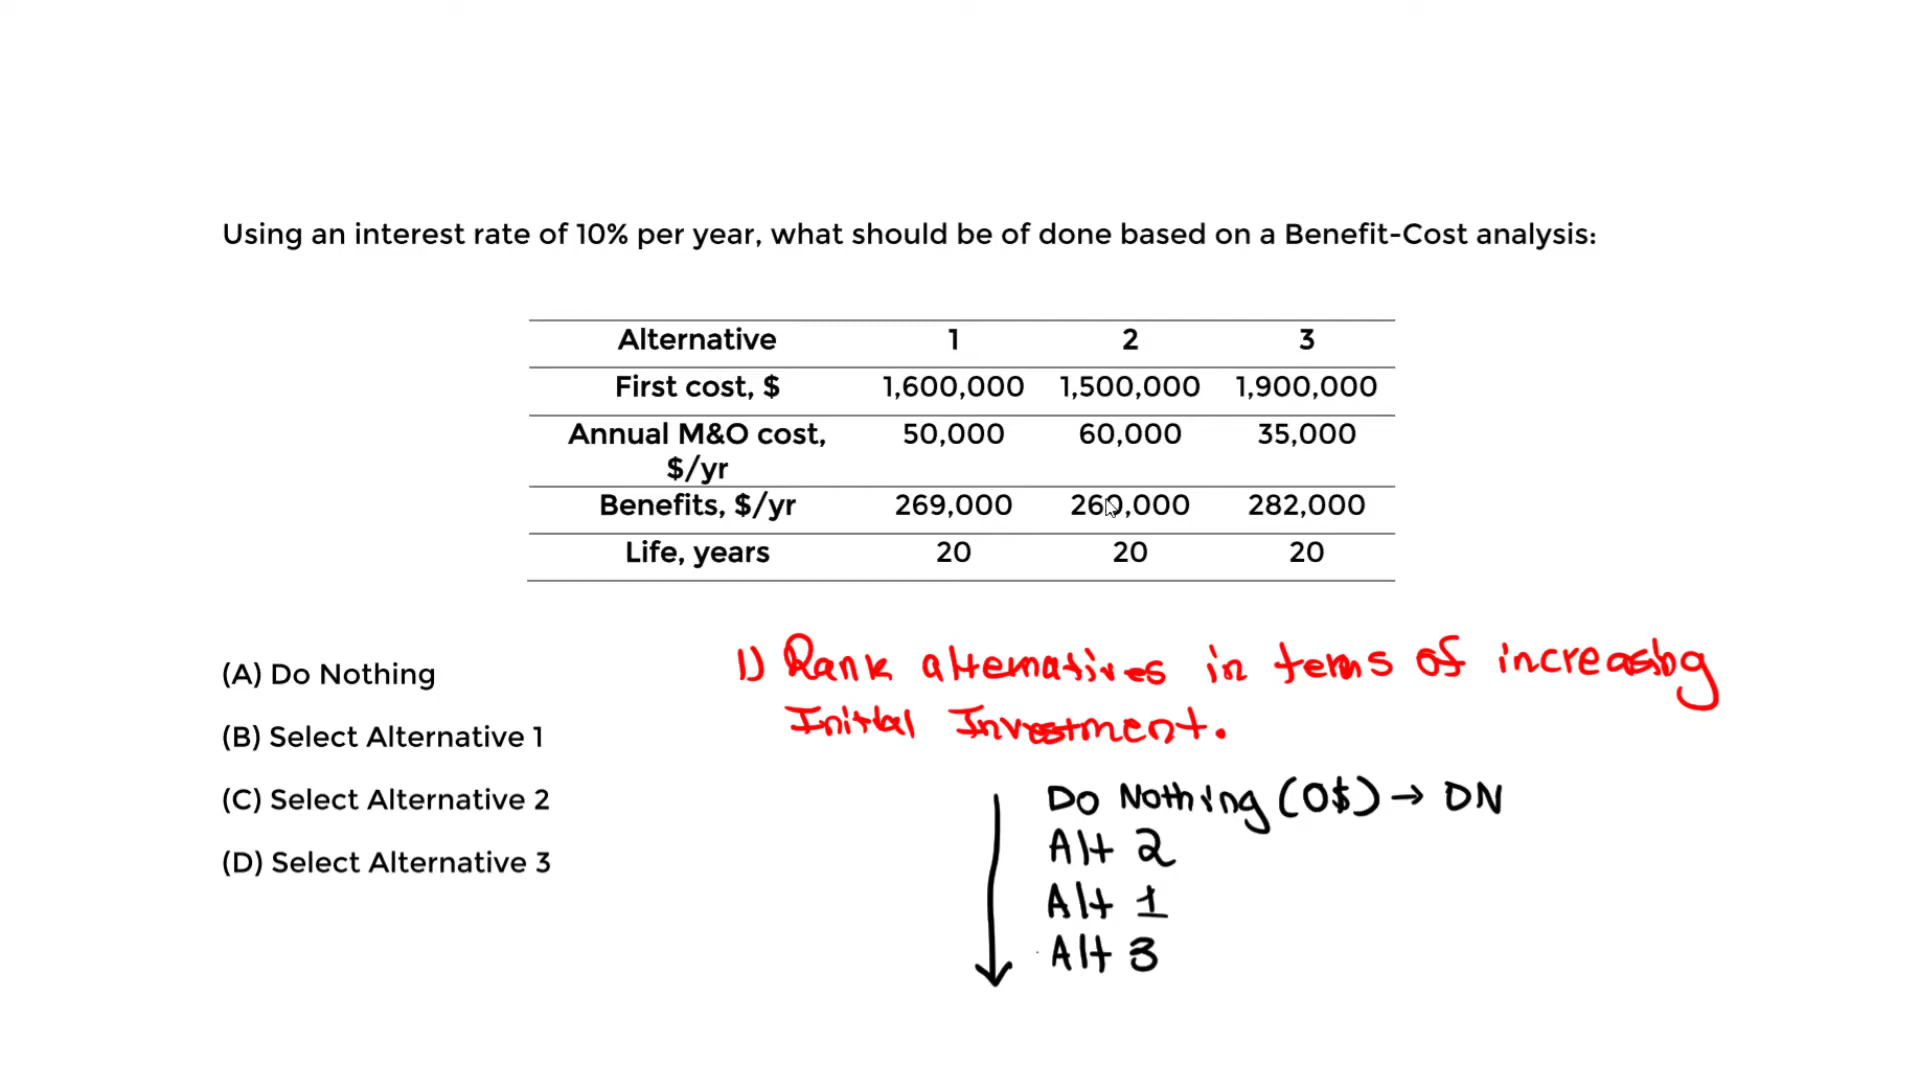 Using an interest rate of 10% per year, what should be of done based on a Benefit-Cost analysis:
Alternative 1 2 3
First cost, $ 1,600,000 1,500,000 1,900,000
Annual M&O cost, 50,000 60,000 35,000
$/yr
Benefits, $/yr 269,000 260,000 282,000
Life, years 20 20 20
(A) Do Nothing
(B) Select Alternative 1
(C) Select Alternative 2
(D) Select Alternative 3
1) Rank alternatives in terms of increasing
Initial Investment.
Do Nothing (0$) → DN
Alt 2
Alt 1
Alt 3